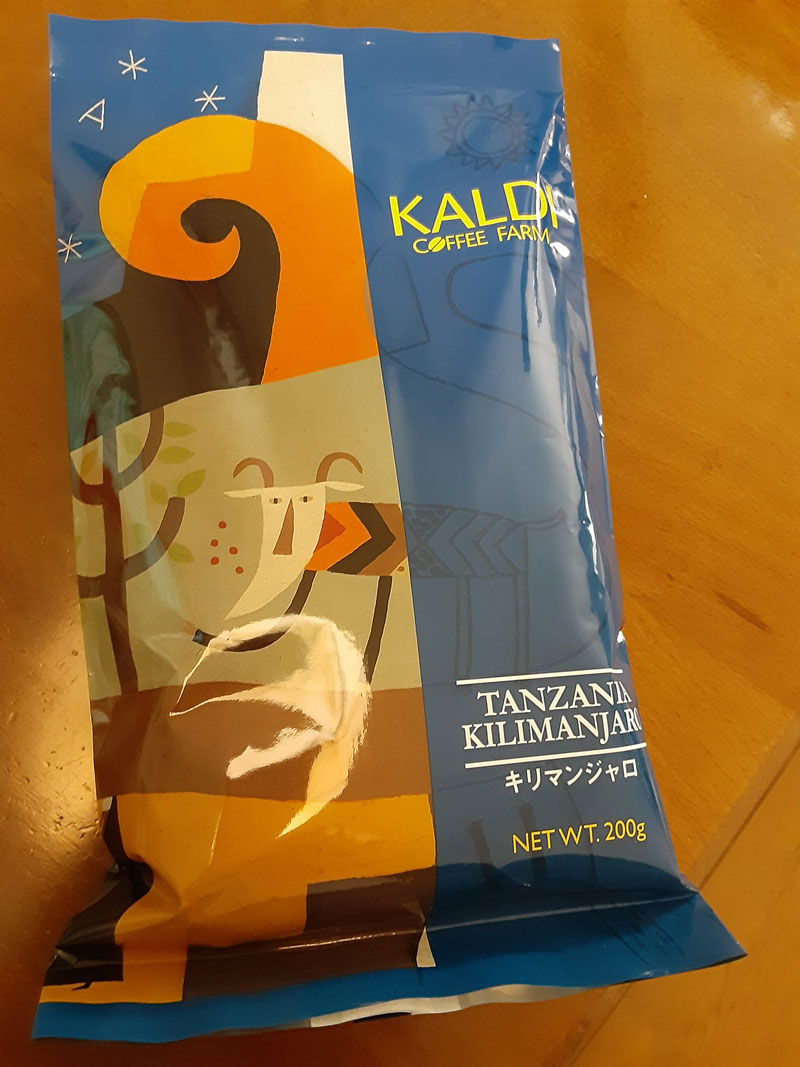 A
KALDI
COFFEE FARM
TANZANIA
KILIMANJARO
キリマンジャロ
NET WT. 200g